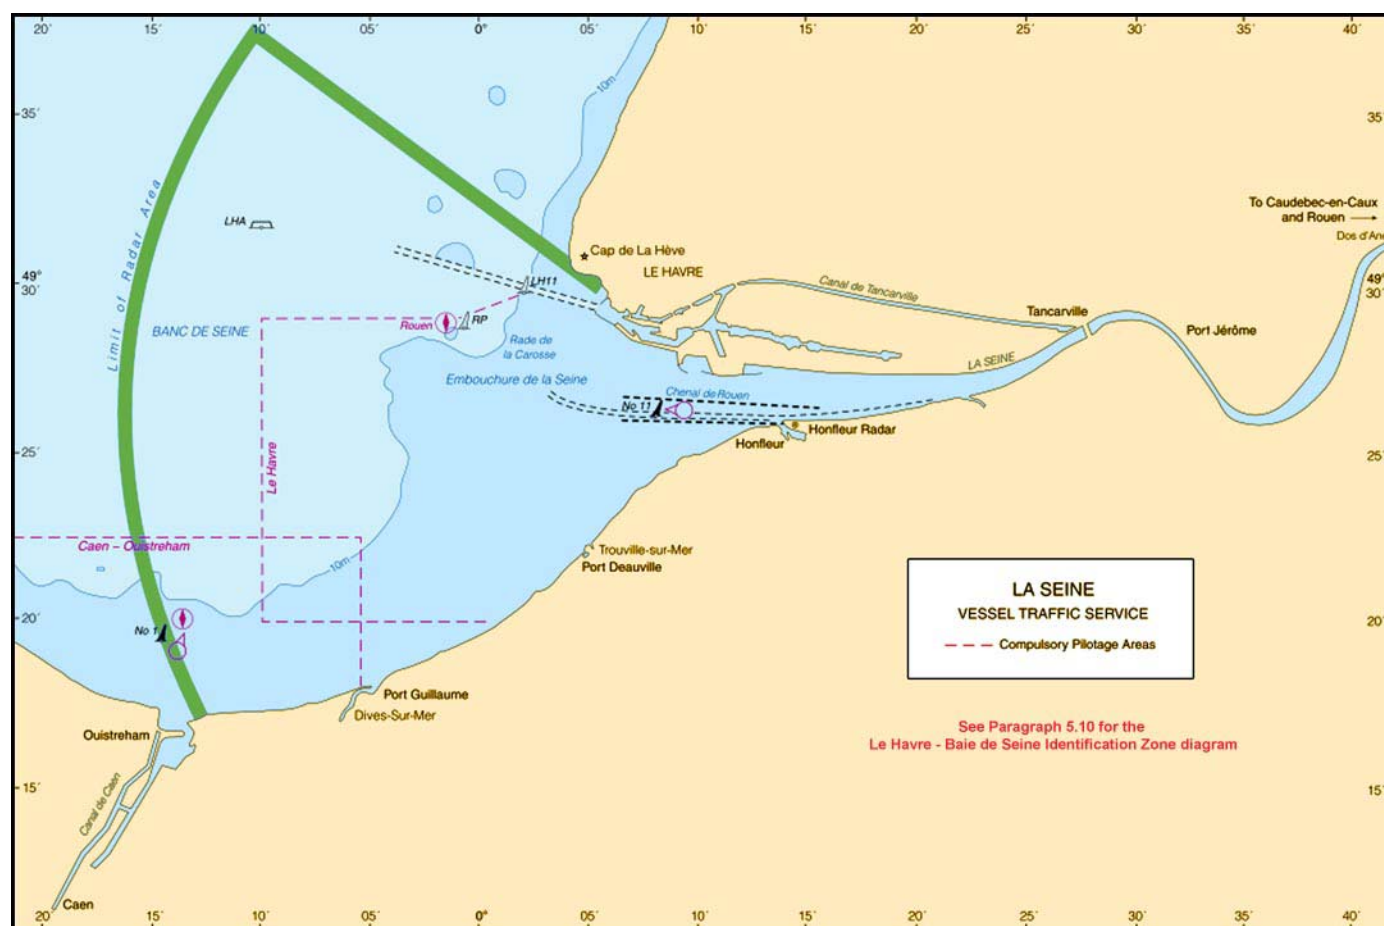 20´ 15´ 10´ 05´ 0° 05´ 10´ 15´ 20´ 25´ 30´ 35´ 40´
10m
35´ 35´
Limit of Radar Area
LHA
To Caudebec-en-Caux
and Rouen
Cap de La Hève
LE HAVRE
49°
30´
LH11
Canal de Tancarville
49°
30´
BANC DE SEINE
Rouen
RP
Tancarville
Port Jérôme
Rade de
la Carosse
LA SEINE
Embouchure de la Seine
Chenal de Rouen
No 11
Honfleur Radar
Honfleur
25´ 25´
Le Havre
Caen – Ouistreham
10m
Trouville-sur-Mer
Port Deauville
LA SEINE
VESSEL TRAFFIC SERVICE
Compulsory Pilotage Areas
20´ 20´
No 1
Port Guillaume
Dives-Sur-Mer
Ouistreham
See Paragraph 5.10 for the
Le Havre - Baie de Seine Identification Zone diagram
15´ 15´
Canal de Caen
Caen
20´ 15´ 10´ 05´ 0° 05´ 10´ 15´ 20´ 25´ 30´ 35´ 40´